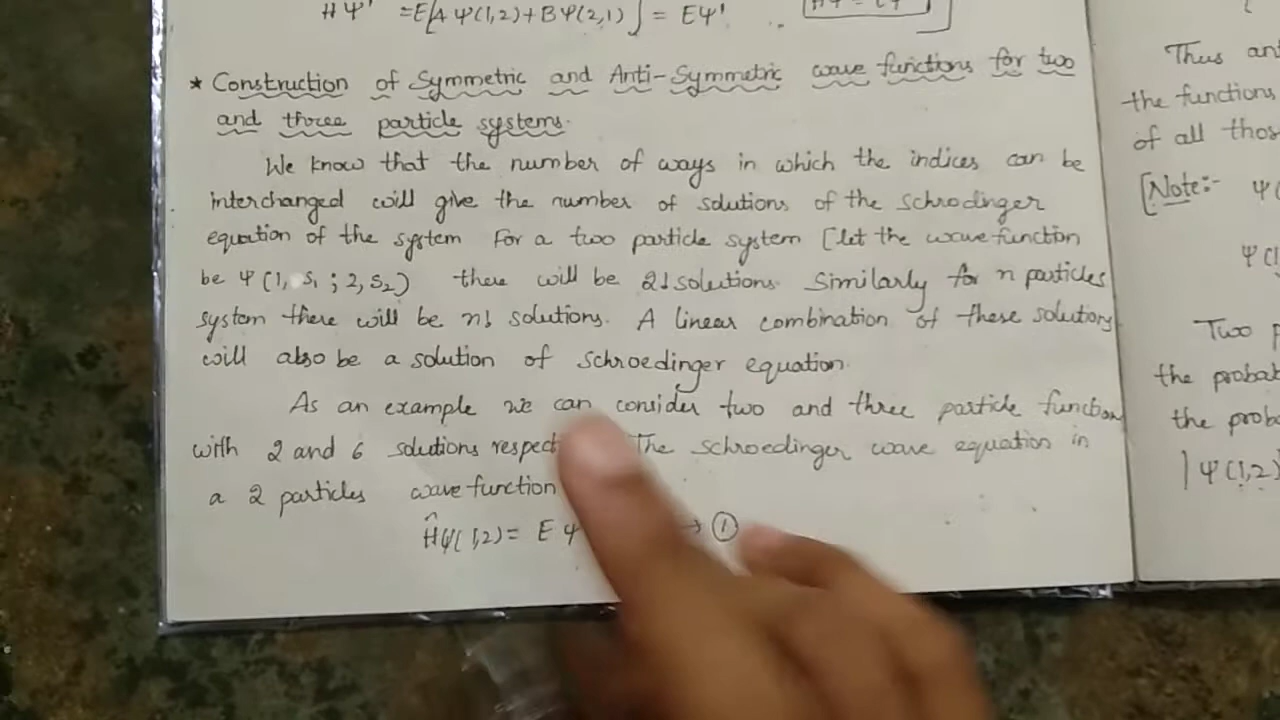 Hψ' = E[Aψ(1,2)+Bψ(2,1)] = Eψ'
* Construction of Symmetric and Anti-Symmetric wave functions for two
and three particle systems.
We know that the number of ways in which the indices can be
interchanged will give the number of solutions of the schrodinger
equation of the system For a two particle system [let the wave function
be ψ(1, s₁ ; 2, s₂) there will be 2! solutions. Similarly for n particles
system there will be n! solutions. A linear combination of these solutions
will also be a solution of schroedinger equation.
As an example we can consider two and three particle function
with 2 and 6 solutions respect The schroedinger wave equation in
a 2 particles wave function
Ĥψ(1,2) = E ψ → ①
Thus
the functions
of all
[Note:- ψ(
ψ(1
Two
the
the
|ψ(1,2)